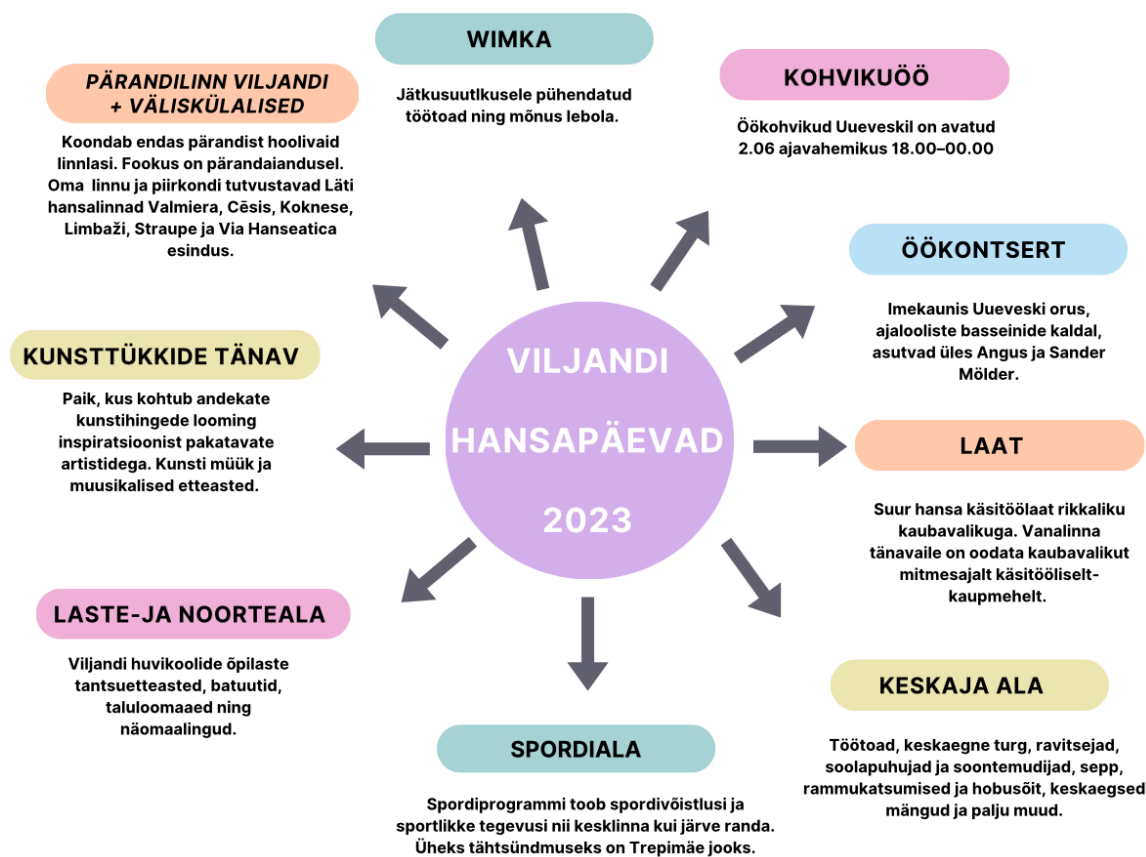 WIMKA
Jätkusuutlkusele pühendatud
töötoad ning mõnus lebola.
KOHVIKUÖÖ
Öökohvikud Uueveskil on avatud
2.06 ajavahemikus 18.00–00.00
PÄRANDILINN VILJANDI
+ VÄLISKÜLALISED
Koondab endas pärandist hoolivaid
linnlasi. Fookus on pärandaiandusel.
Oma linnu ja piirkondi tutvustavad Läti
hansalinnad Valmiera, Cēsis, Koknese,
Limbaži, Straupe ja Via Hanseatica
esindus.
ÖÖKONTSERT
Imekaunis Uueveski orus,
ajalooliste basseinide kaldal,
asutvad üles Angus ja Sander
Mölder.
KUNSTTÜKKIDE TÄNAV
Paik, kus kohtub andekate
kunstihingede looming
inspiratsioonist pakatavate
artistidega. Kunsti müük ja
muusikalised etteasted.
VILJANDI
HANSAPÄEVAD
2023
LAAT
Suur hansa käsitöölaat rikkaliku
kaubavalikuga. Vanalinna
tänavaile on oodata kaubavalikut
mitmesajalt käsitööliselt-
kaupmehelt.
LASTE-JA NOORTEALA
Viljandi huvikoolide õpilaste
tantsuetteasted, batuutid,
taluloomaaed ning
näomaalingud.
KESKAJA ALA
Töötoad, keskaegne turg, ravitsejad,
soolapuhujad ja soontemudijad, sepp,
rammukatsumised ja hobusõit, keskaegsed
mängud ja palju muud.
SPORDIALA
Spordiprogrammi toob spordivõistlusi ja
sportlikke tegevusi nii kesklinna kui järve randa.
Üheks tähtsündmuseks on Trepimäe jooks.